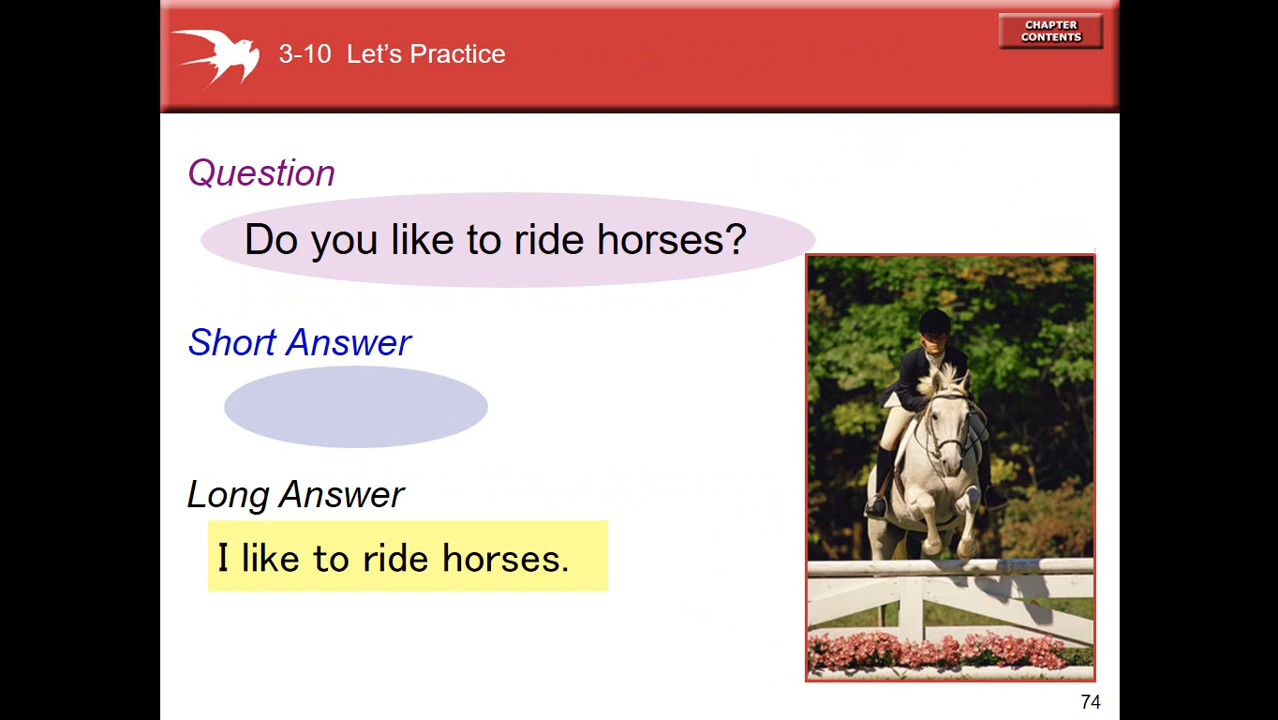 3-10 Let's Practice
CHAPTER
CONTENTS
Question
Do you like to ride horses?
Short Answer
Long Answer
I like to ride horses.
74